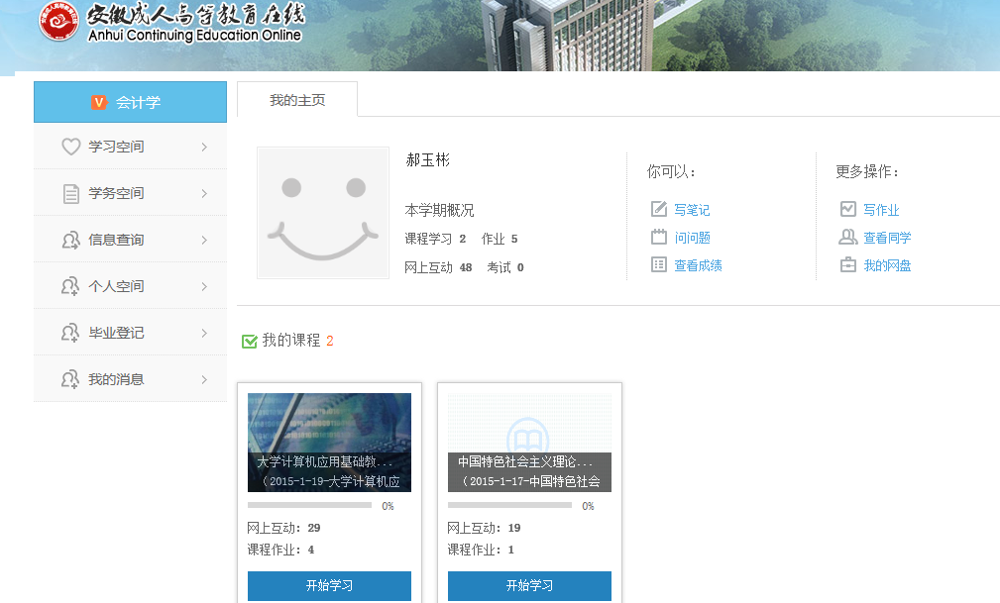 安徽成人高等教育在线
Anhui Continuing Education Online
V 会计学
学习空间
学务空间
信息查询
个人空间
毕业登记
我的消息
我的主页
郝玉彬
本学期概况
课程学习 2 作业 5
网上互动 48 考试 0
你可以：
写笔记
问问题
查看成绩
更多操作：
写作业
查看同学
我的网盘
我的课程 2
大学计算机应用基础教...
（2015-1-19-大学计算机应
0%
网上互动：29
课程作业：4
开始学习
中国特色社会主义理论...
（2015-1-17-中国特色社会
0%
网上互动：19
课程作业：1
开始学习